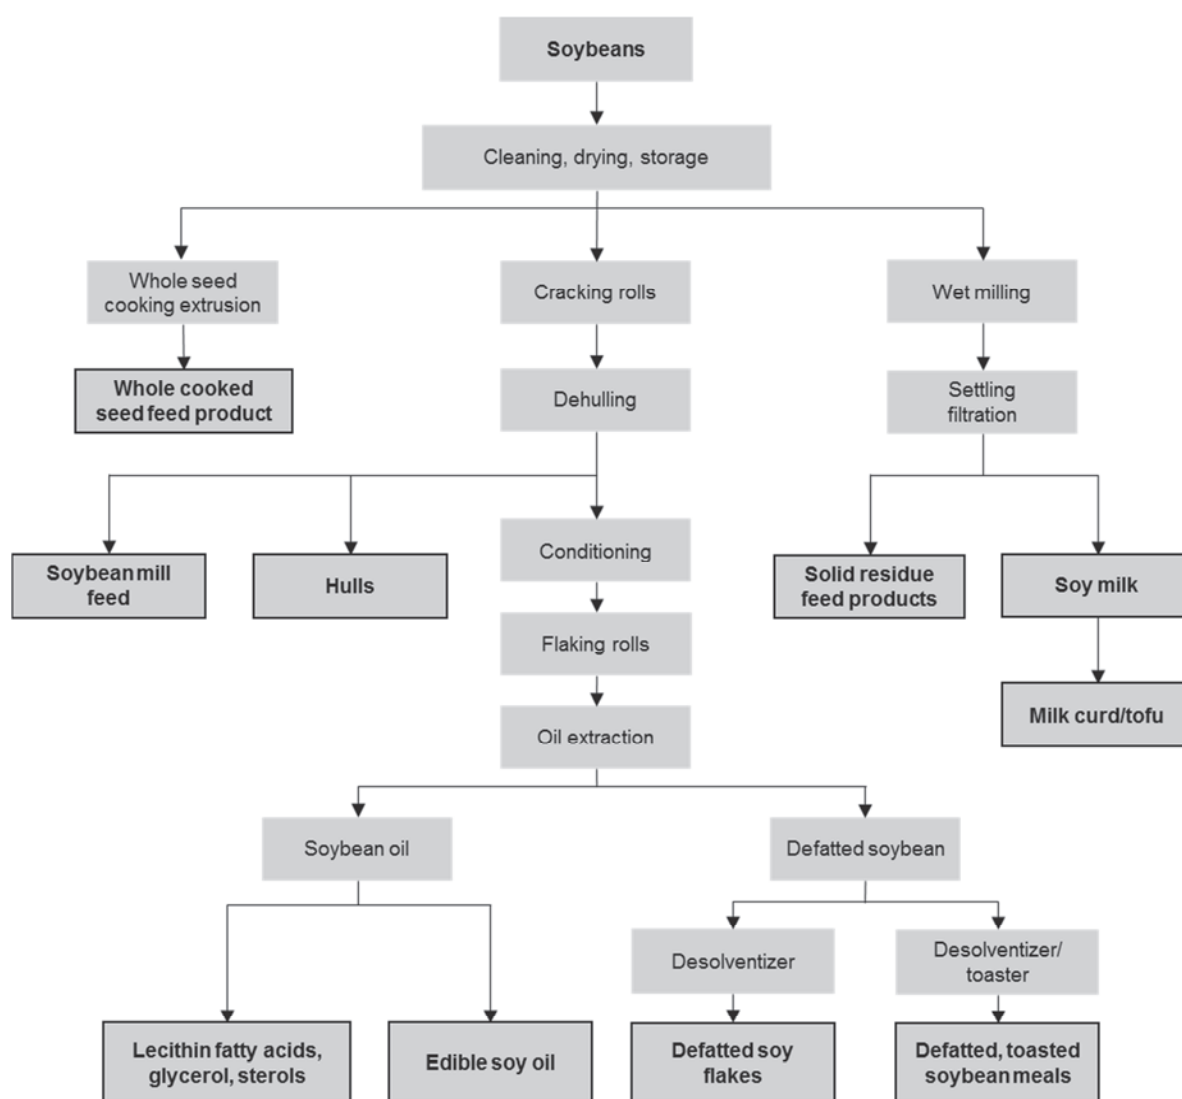 Soybeans
Cleaning, drying, storage
Whole seed
cooking extrusion
Cracking rolls
Wet milling
Whole cooked
seed feed product
Dehulling
Settling
filtration
Soybean mill
feed
Hulls
Conditioning
Solid residue
feed products
Soy milk
Flaking rolls
Milk curd/tofu
Oil extraction
Soybean oil
Defatted soybean
Desolventizer
Desolventizer/
toaster
Lecithin fatty acids,
glycerol, sterols
Edible soy oil
Defatted soy
flakes
Defatted, toasted
soybean meals